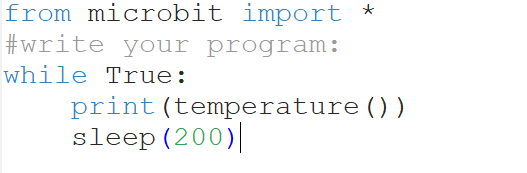 from microbit import *
#write your program:
while True:
    print(temperature())
    sleep(200)